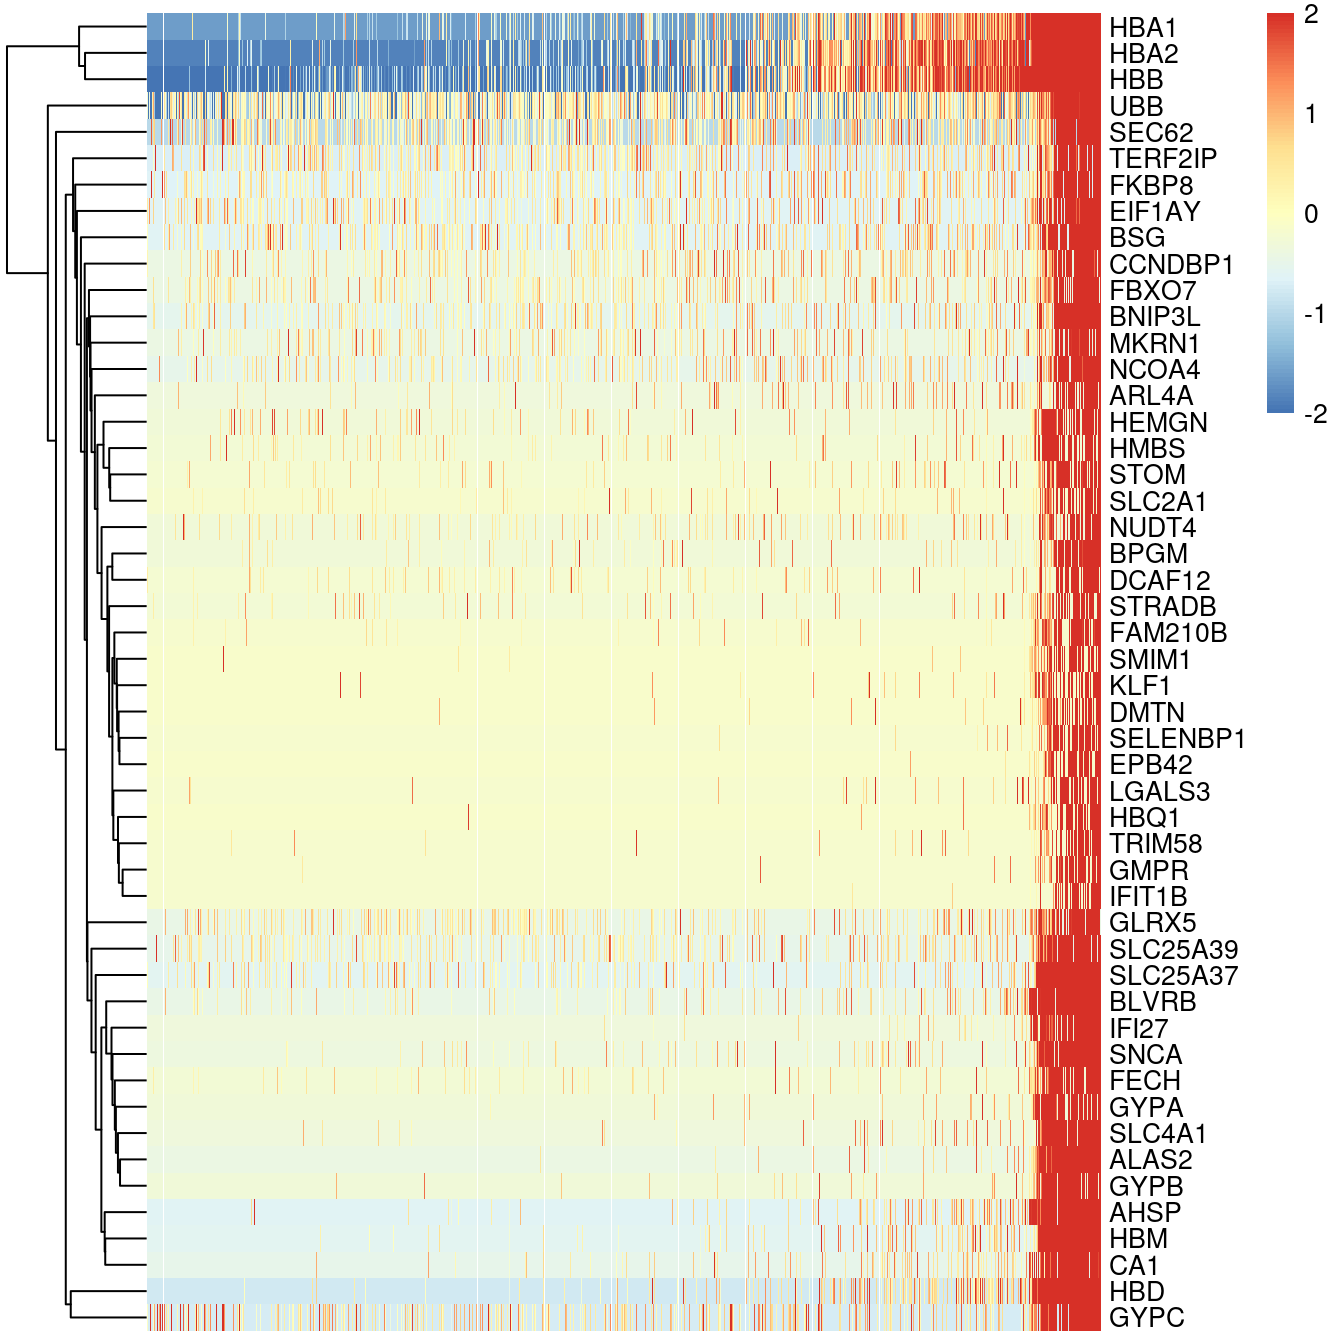 HBA1
HBA2
HBB
UBB
SEC62
TERF2IP
FKBP8
EIF1AY
BSG
CCNDBP1
FBXO7
BNIP3L
MKRN1
NCOA4
ARL4A
HEMGN
HMBS
STOM
SLC2A1
NUDT4
BPGM
DCAF12
STRADB
FAM210B
SMIM1
KLF1
DMTN
SELENBP1
EPB42
LGALS3
HBQ1
TRIM58
GMPR
IFIT1B
GLRX5
SLC25A39
SLC25A37
BLVRB
IFI27
SNCA
FECH
GYPA
SLC4A1
ALAS2
GYPB
AHSP
HBM
CA1
HBD
GYPC
2
1
0
-1
-2